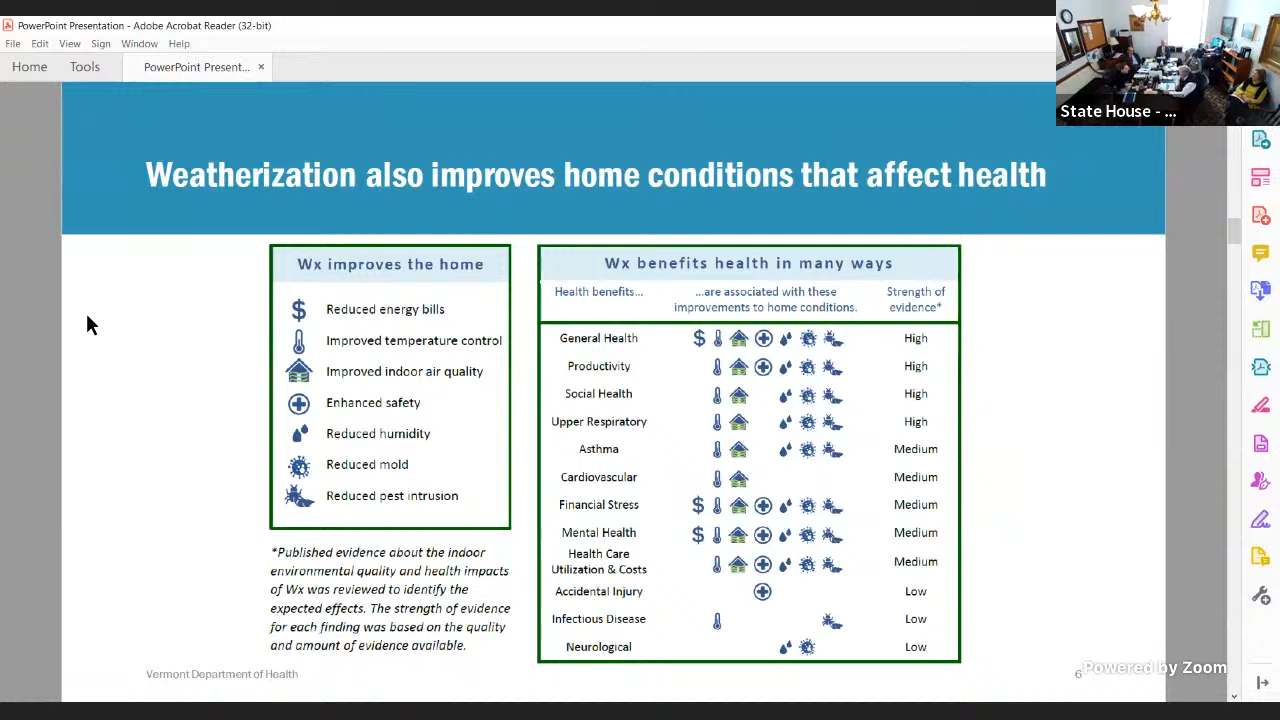 PowerPoint Presentation - Adobe Acrobat Reader (32-bit)
File Edit View Sign Window Help
Home Tools PowerPoint Present... ×
State House - ...
Weatherization also improves home conditions that affect health
Wx improves the home
$ Reduced energy bills
Improved temperature control
Improved indoor air quality
Enhanced safety
Reduced humidity
Reduced mold
Reduced pest intrusion
*Published evidence about the indoor
environmental quality and health impacts
of Wx was reviewed to identify the
expected effects. The strength of evidence
for each finding was based on the quality
and amount of evidence available.
Wx benefits health in many ways
Health benefits... ...are associated with these improvements to home conditions. Strength of evidence*
General Health $ High
Productivity High
Social Health High
Upper Respiratory High
Asthma Medium
Cardiovascular Medium
Financial Stress $ Medium
Mental Health $ Medium
Health Care
Utilization & Costs Medium
Accidental Injury Low
Infectious Disease Low
Neurological Low
Vermont Department of Health
6
Powered by Zoom